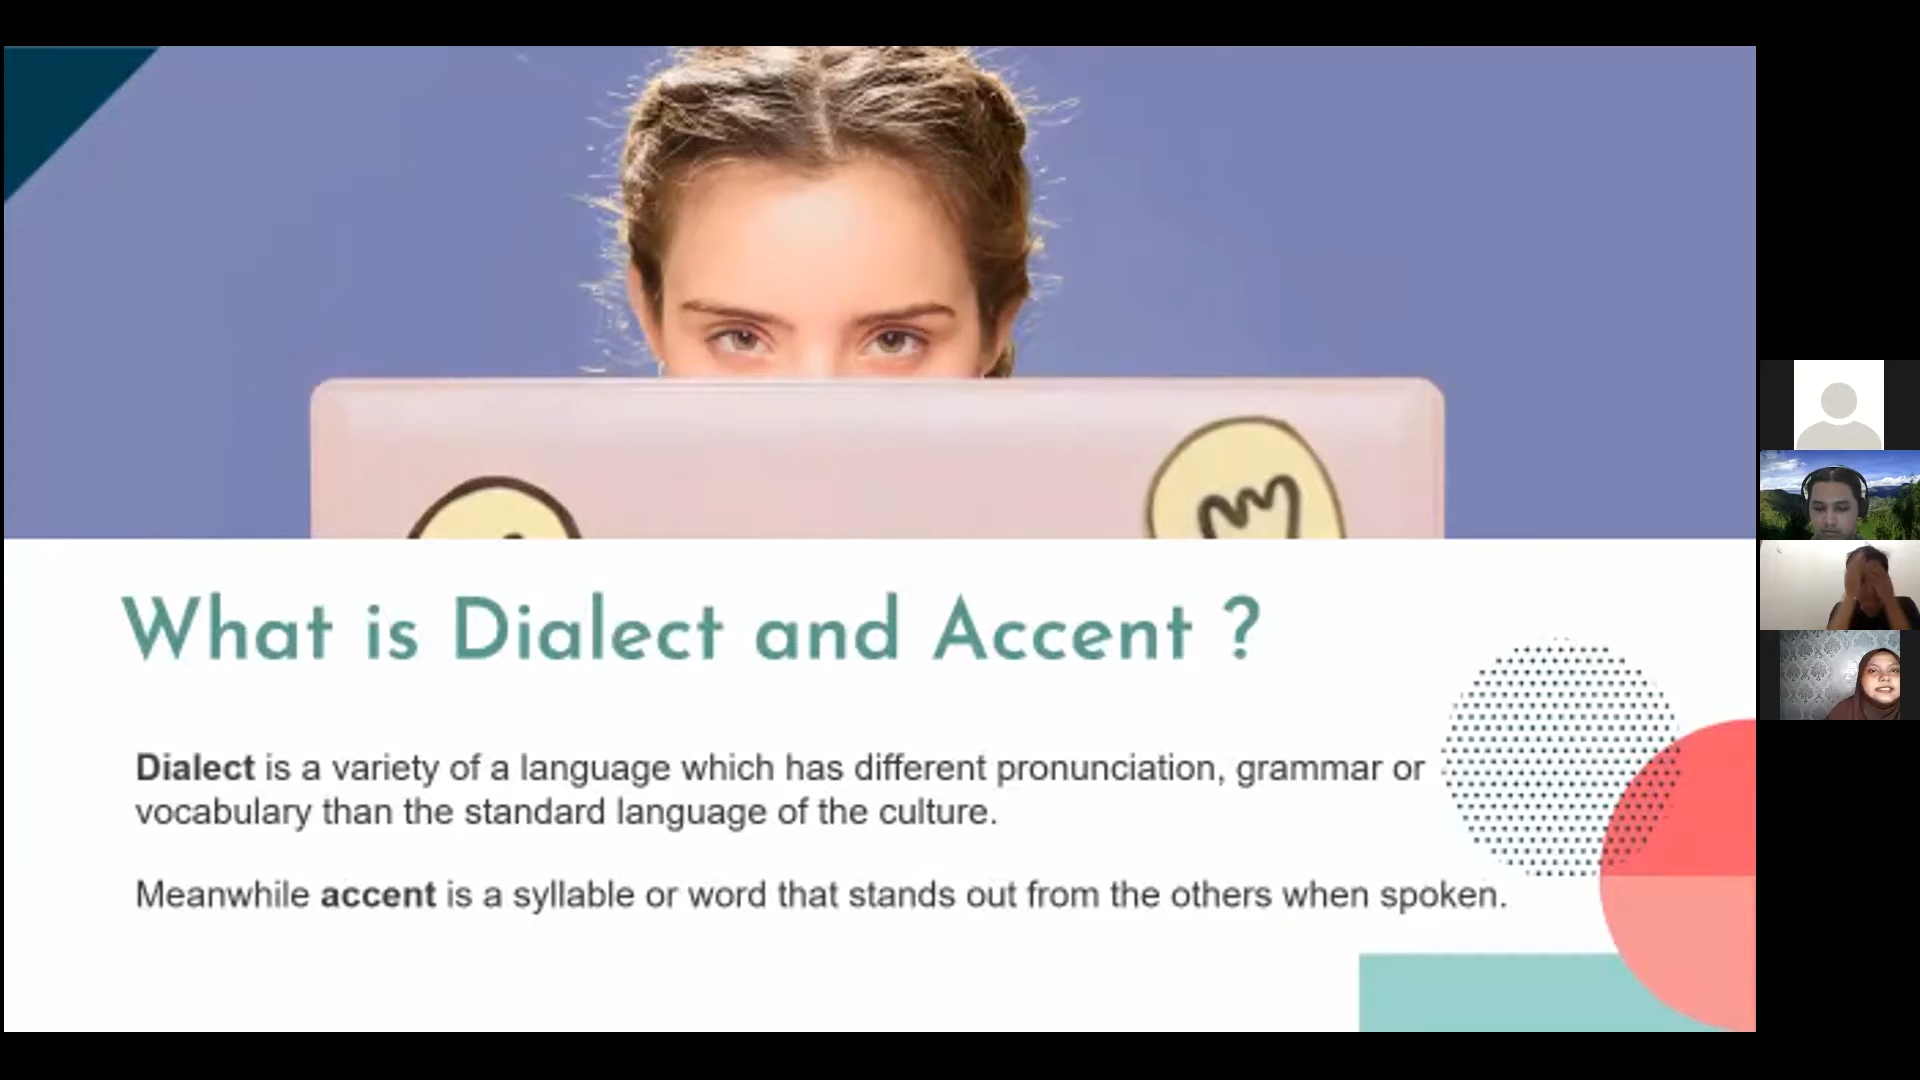 What is Dialect and Accent ?
Dialect is a variety of a language which has different pronunciation, grammar or
vocabulary than the standard language of the culture.
Meanwhile accent is a syllable or word that stands out from the others when spoken.